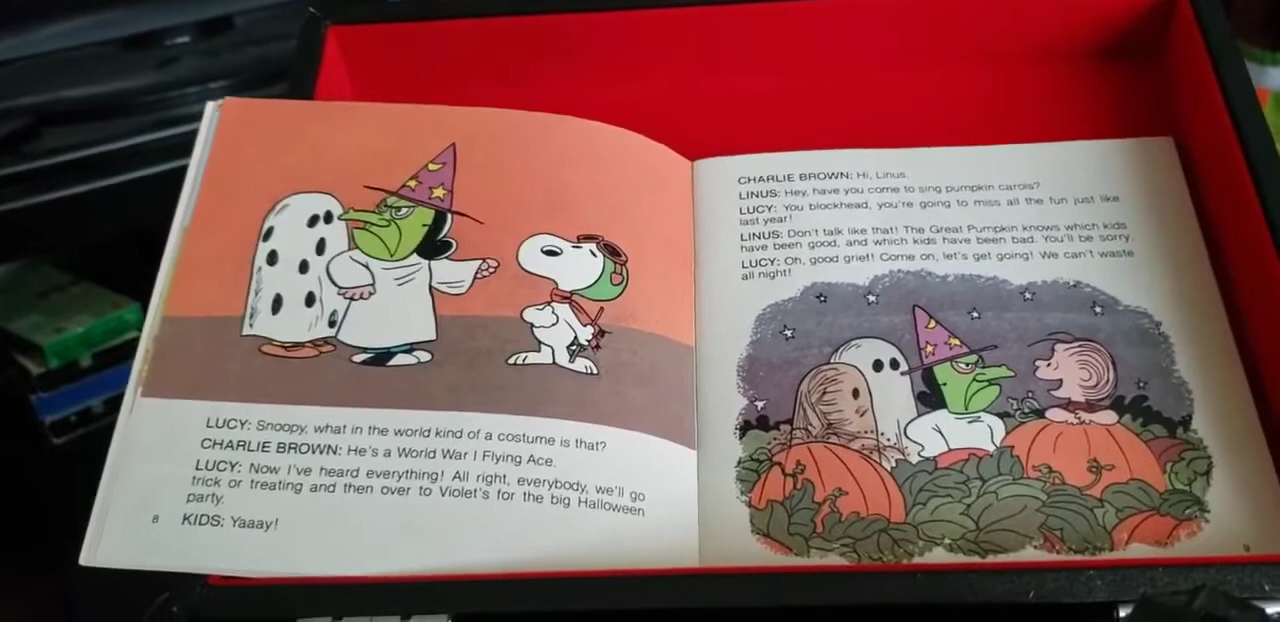 LUCY: Snoopy, what in the world kind of a costume is that?
CHARLIE BROWN: He's a World War I Flying Ace.
LUCY: Now I've heard everything! All right, everybody, we'll go
trick or treating and then over to Violet's for the big Halloween
party.
8 KIDS: Yaaay!
CHARLIE BROWN: Hi, Linus.
LINUS: Hey, have you come to sing pumpkin carols?
LUCY: You blockhead, you're going to miss all the fun just like
last year!
LINUS: Don't talk like that! The Great Pumpkin knows which kids
have been good, and which kids have been bad. You'll be sorry.
LUCY: Oh, good grief! Come on, let's get going! We can't waste
all night!
9